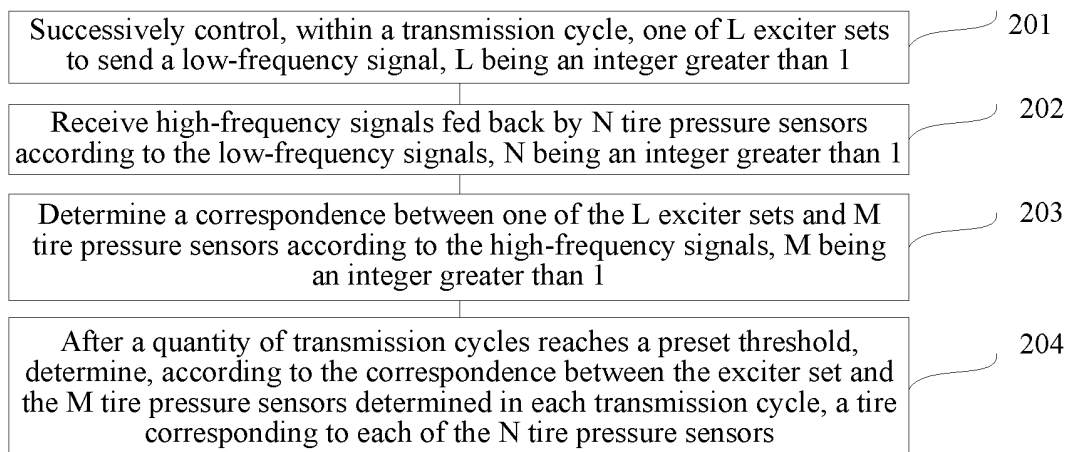 Successively control, within a transmission cycle, one of L exciter sets
to send a low-frequency signal, L being an integer greater than 1
201
Receive high-frequency signals fed back by N tire pressure sensors
according to the low-frequency signals, N being an integer greater than 1
202
Determine a correspondence between one of the L exciter sets and M
tire pressure sensors according to the high-frequency signals, M being
an integer greater than 1
203
After a quantity of transmission cycles reaches a preset threshold,
determine, according to the correspondence between the exciter set and
the M tire pressure sensors determined in each transmission cycle, a tire
corresponding to each of the N tire pressure sensors
204